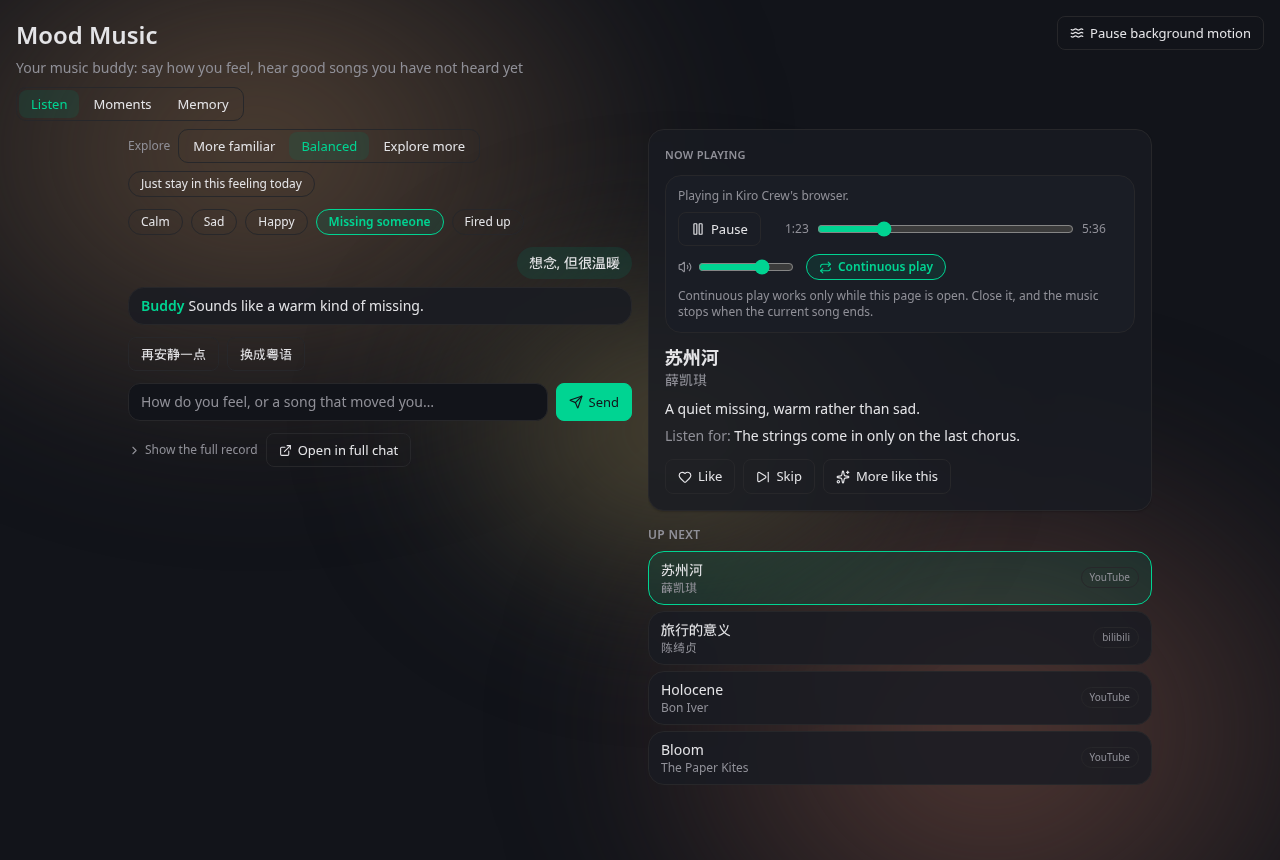 Mood Music
Pause background motion
Your music buddy: say how you feel, hear good songs you have not heard yet
Listen Moments Memory
Explore More familiar Balanced Explore more
Just stay in this feeling today
Calm Sad Happy Missing someone Fired up
想念, 但很温暖
Buddy Sounds like a warm kind of missing.
再安静一点 换成粤语
How do you feel, or a song that moved you...
Send
Show the full record Open in full chat
NOW PLAYING
Playing in Kiro Crew's browser.
Pause 1:23 5:36
Continuous play
Continuous play works only while this page is open. Close it, and the music
stops when the current song ends.
苏州河
薛凯琪
A quiet missing, warm rather than sad.
Listen for: The strings come in only on the last chorus.
Like Skip More like this
UP NEXT
苏州河
薛凯琪
YouTube
旅行的意义
陈绮贞
bilibili
Holocene
Bon Iver
YouTube
Bloom
The Paper Kites
YouTube